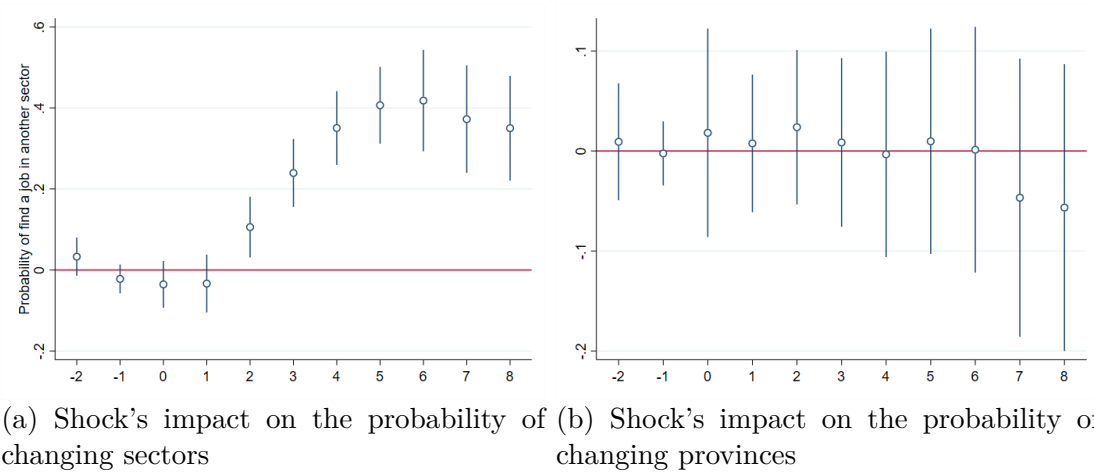 Probability of find a job in another sector
.6
.4
.2
0
-.2
-2 -1 0 1 2 3 4 5 6 7 8
.1
0
-.1
-.2
-2 -1 0 1 2 3 4 5 6 7 8
(a) Shock's impact on the probability of
changing sectors
(b) Shock's impact on the probability
changing provinces